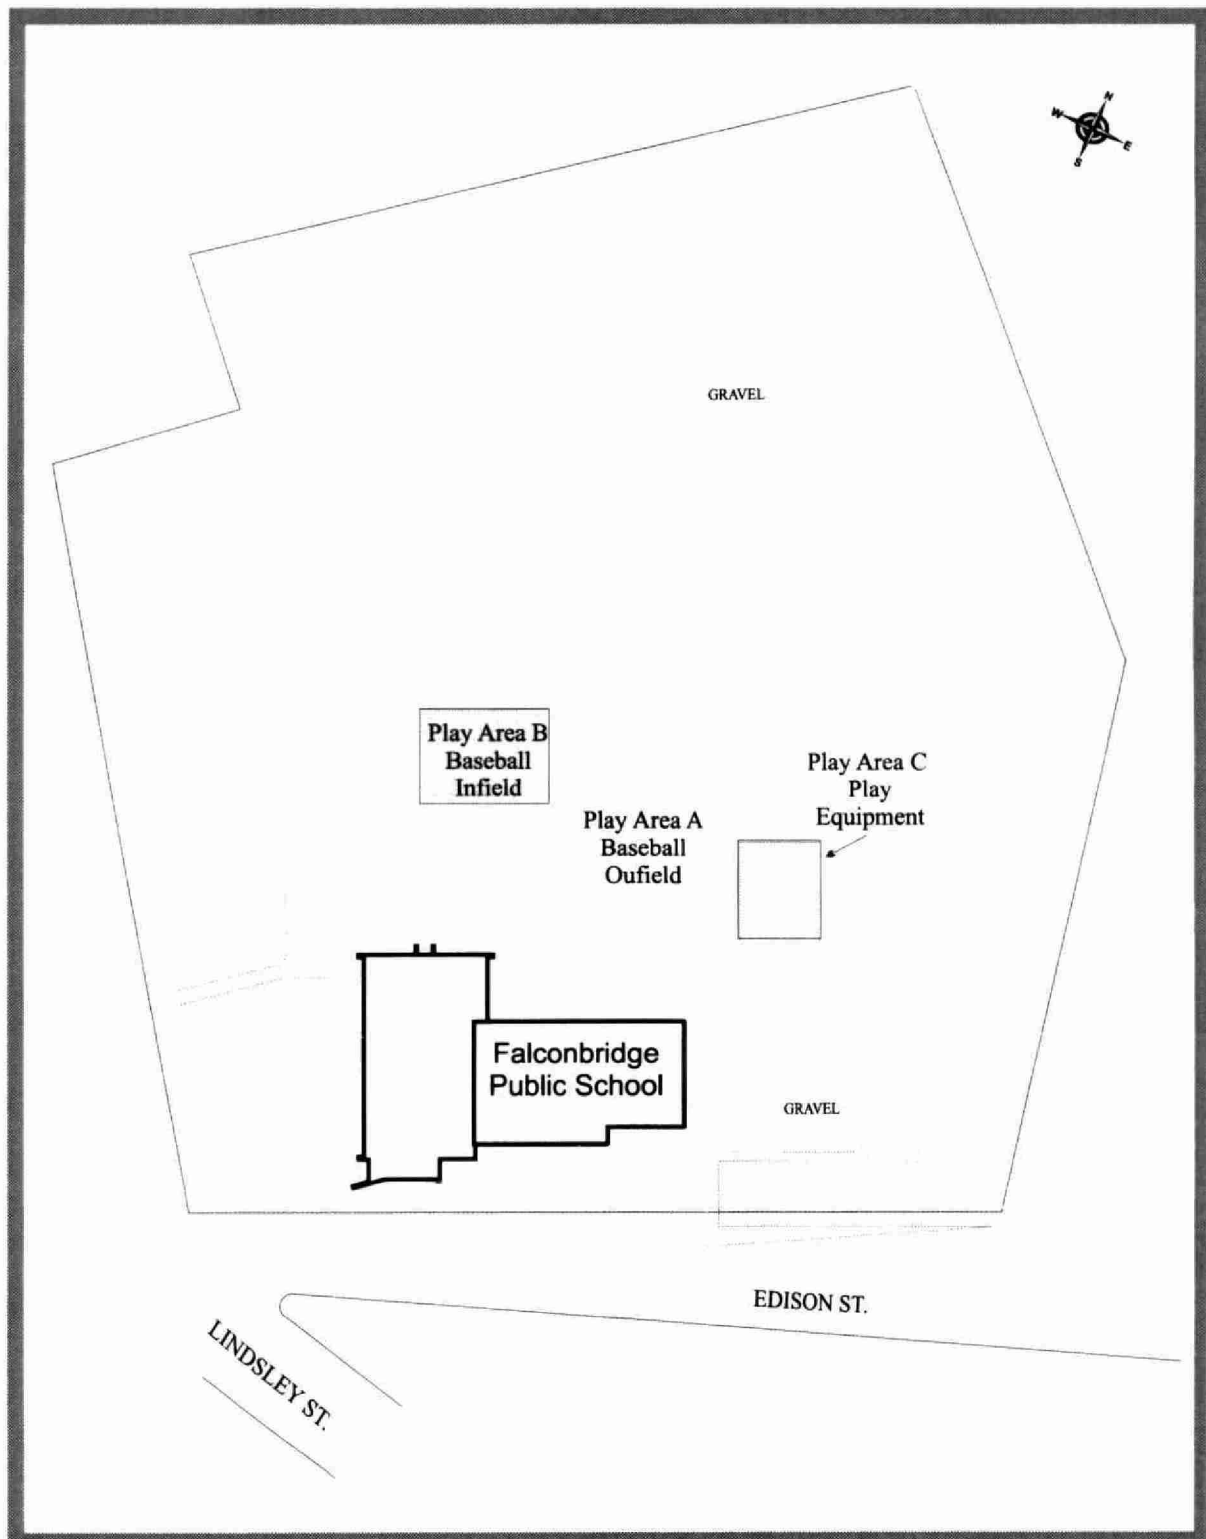 N
W
E
S
GRAVEL
Play Area B
Baseball
Infield
Play Area C
Play
Equipment
Play Area A
Baseball
Oufield
Falconbridge
Public School
GRAVEL
EDISON ST.
LINDSLEY ST.